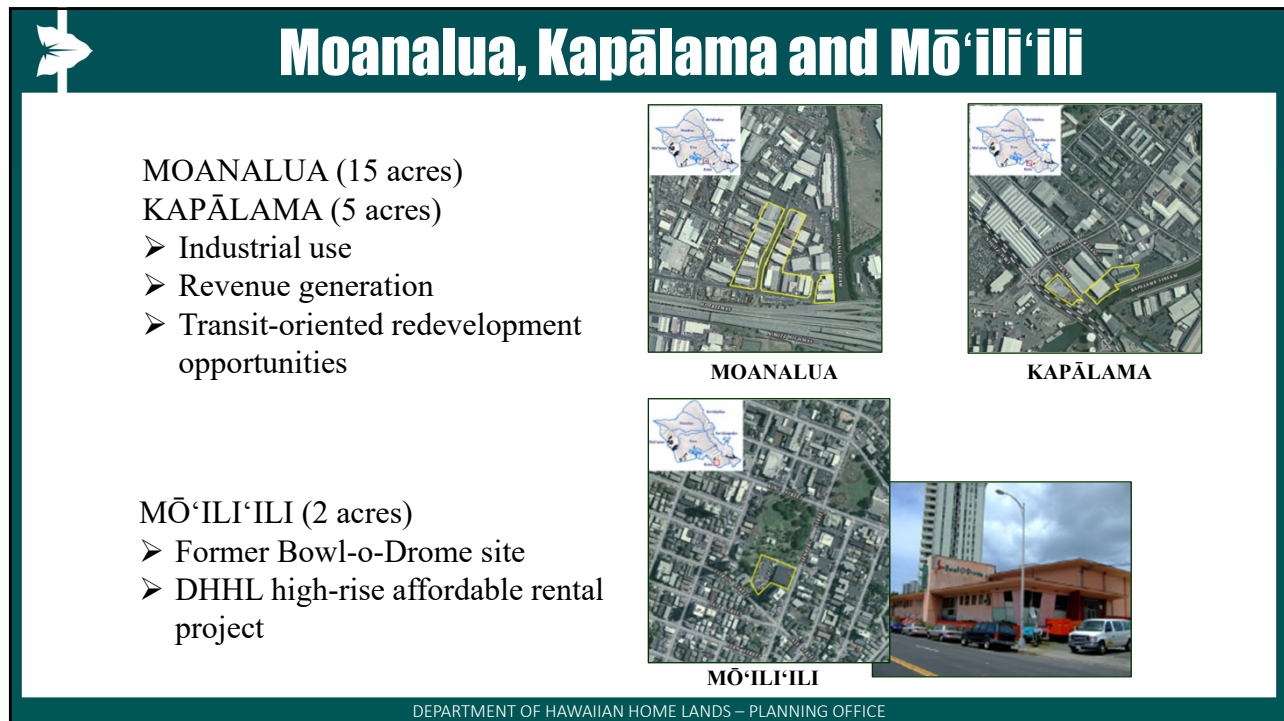 Moanalua, Kapālama and Mōʻiliʻili
MOANALUA (15 acres)
KAPĀLAMA (5 acres)
➢ Industrial use
➢ Revenue generation
➢ Transit-oriented redevelopment
opportunities
MOANALUA
KAPĀLAMA
MŌʻILIʻILI (2 acres)
➢ Former Bowl-o-Drome site
➢ DHHL high-rise affordable rental
project
MŌʻILIʻILI
DEPARTMENT OF HAWAIIAN HOME LANDS – PLANNING OFFICE